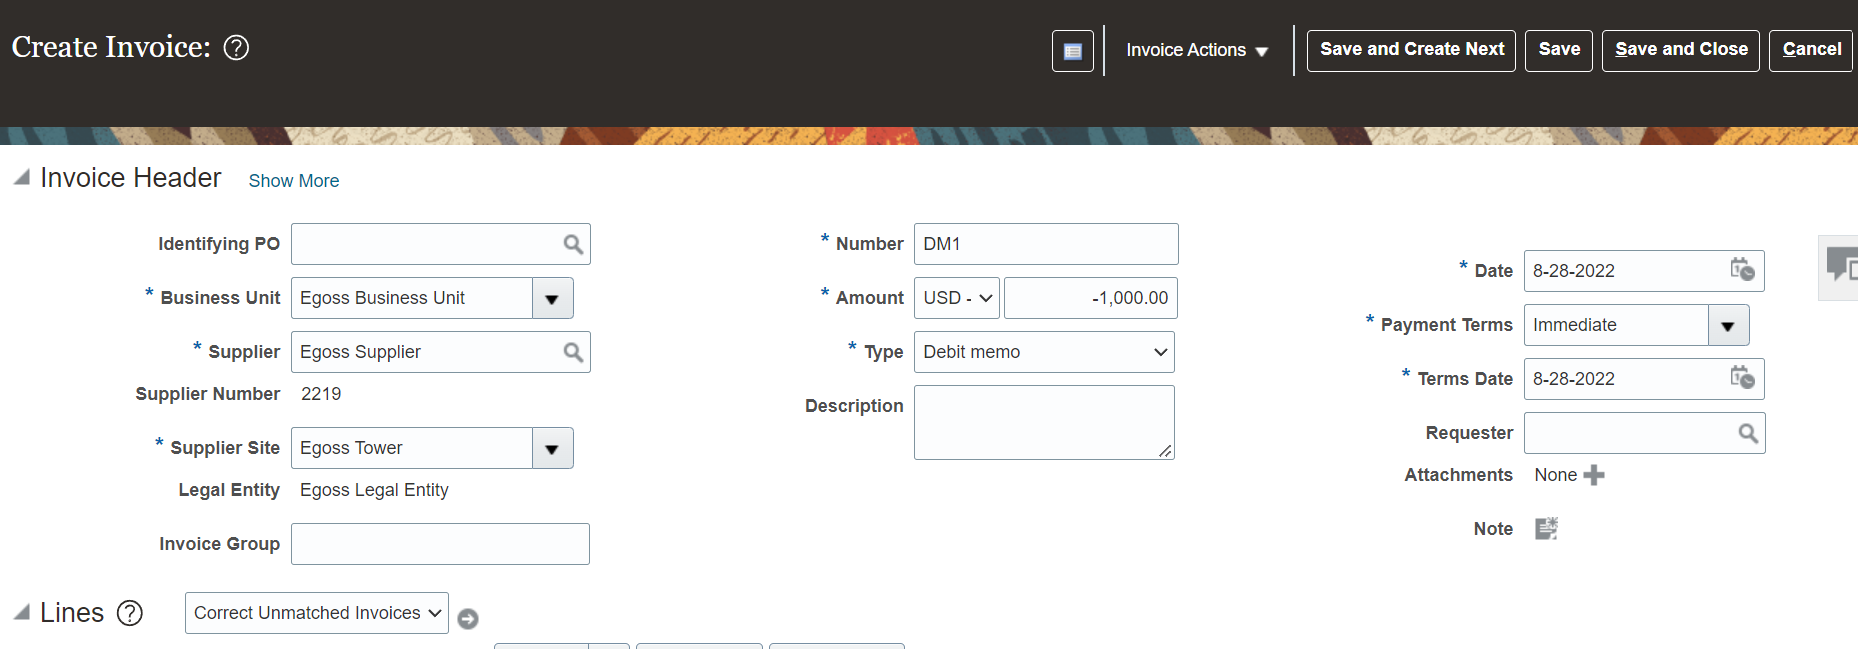 Create Invoice:
Invoice Actions
Save and Create Next
Save
Save and Close
Cancel
Invoice Header
Show More
Identifying PO
* Business Unit Egoss Business Unit
* Supplier Egoss Supplier
Supplier Number 2219
* Supplier Site Egoss Tower
Legal Entity Egoss Legal Entity
Invoice Group
* Number DM1
* Amount USD - -1,000.00
* Type Debit memo
Description
* Date 8-28-2022
* Payment Terms Immediate
* Terms Date 8-28-2022
Requester
Attachments None
Note
Lines
Correct Unmatched Invoices